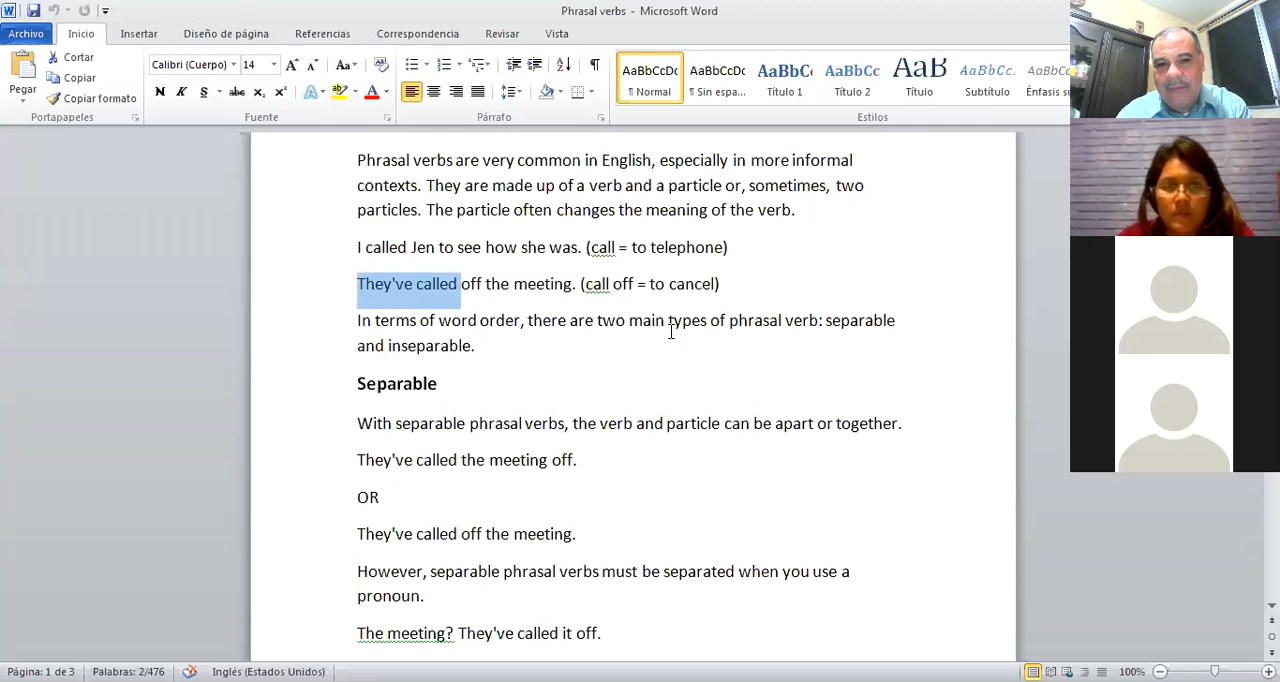 Phrasal verbs - Microsoft Word
Archivo Inicio Insertar Diseño de página Referencias Correspondencia Revisar Vista
Pegar
Cortar
Copiar
Copiar formato
Portapapeles
Calibri (Cuerpo) 14
Fuente
Párrafo
AaBbCcDc
¶ Normal
AaBbCcDc
¶ Sin espa...
AaBbC
Título 1
AaBbCc
Título 2
AaB
Título
AaBbCcL
Subtítulo
AaBbCcL
Énfasis su
Estilos
Phrasal verbs are very common in English, especially in more informal
contexts. They are made up of a verb and a particle or, sometimes, two
particles. The particle often changes the meaning of the verb.
I called Jen to see how she was. (call = to telephone)
They've called off the meeting. (call off = to cancel)
In terms of word order, there are two main types of phrasal verb: separable
and inseparable.
Separable
With separable phrasal verbs, the verb and particle can be apart or together.
They've called the meeting off.
OR
They've called off the meeting.
However, separable phrasal verbs must be separated when you use a
pronoun.
The meeting? They've called it off.
Página: 1 de 3 Palabras: 2/476 Inglés (Estados Unidos) 100%